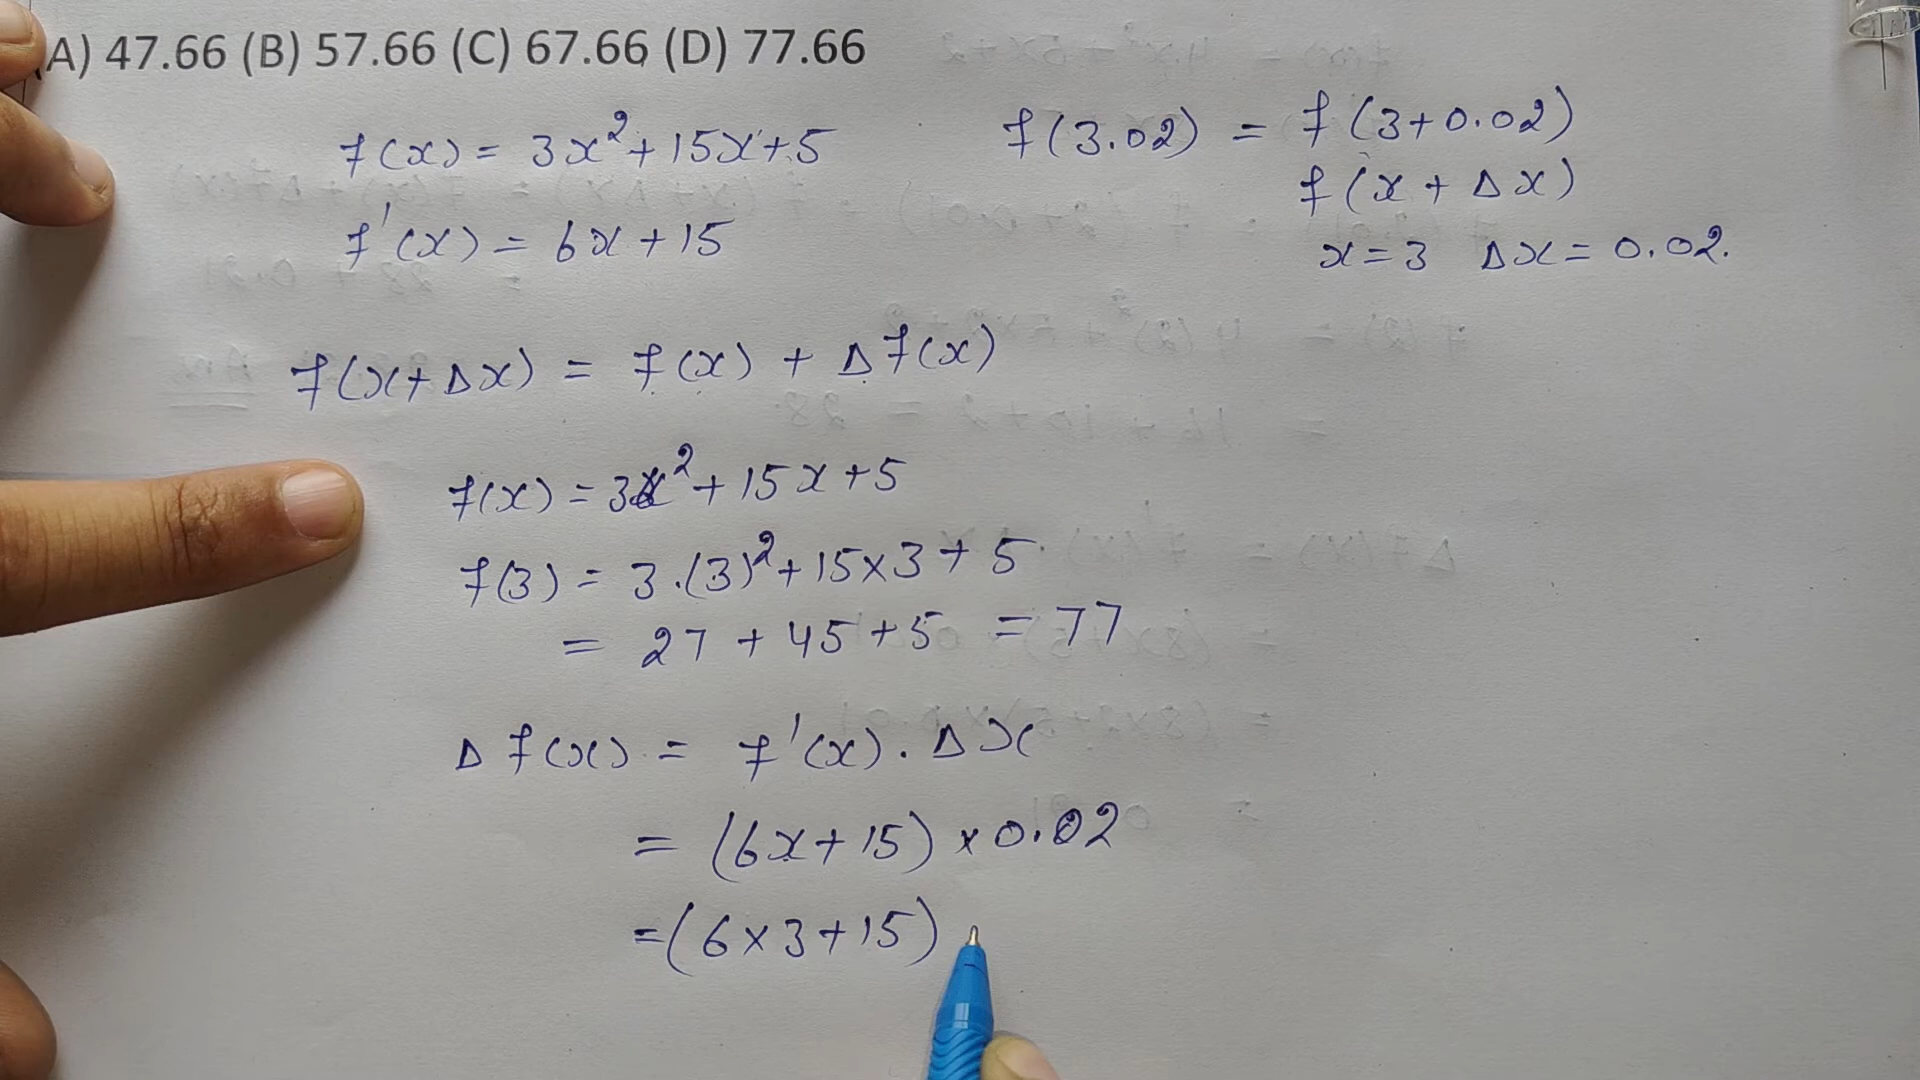 A) 47.66 (B) 57.66 (C) 67.66 (D) 77.66
f(x) = 3x² + 15x + 5
f'(x) = 6x + 15
f(3.02) = f(3+0.02)
f(x + Δx)
x = 3 Δx = 0.02.
f(x+Δx) = f(x) + Δf(x)
f(x) = 3x² + 15x + 5
f(3) = 3.(3)² + 15×3 + 5
= 27 + 45 + 5 = 77
Δf(x) = f'(x). Δx
= (6x + 15) × 0.02
= (6×3+15)